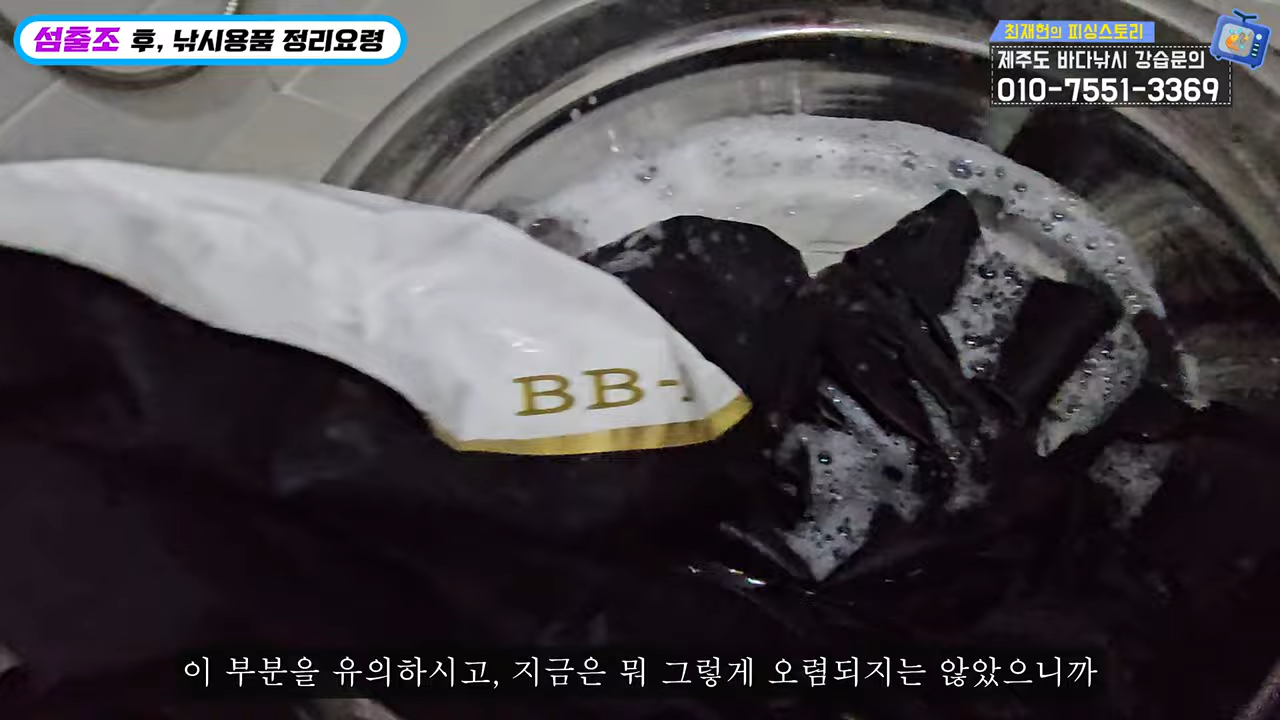 섬출조 후, 낚시용품 정리요령
최재헌의 피싱스토리
제주도 바다낚시 강습문의
010-7551-3369
BB-
이 부분을 유의하시고, 지금은 뭐 그렇게 오렴되지는 않았으니까